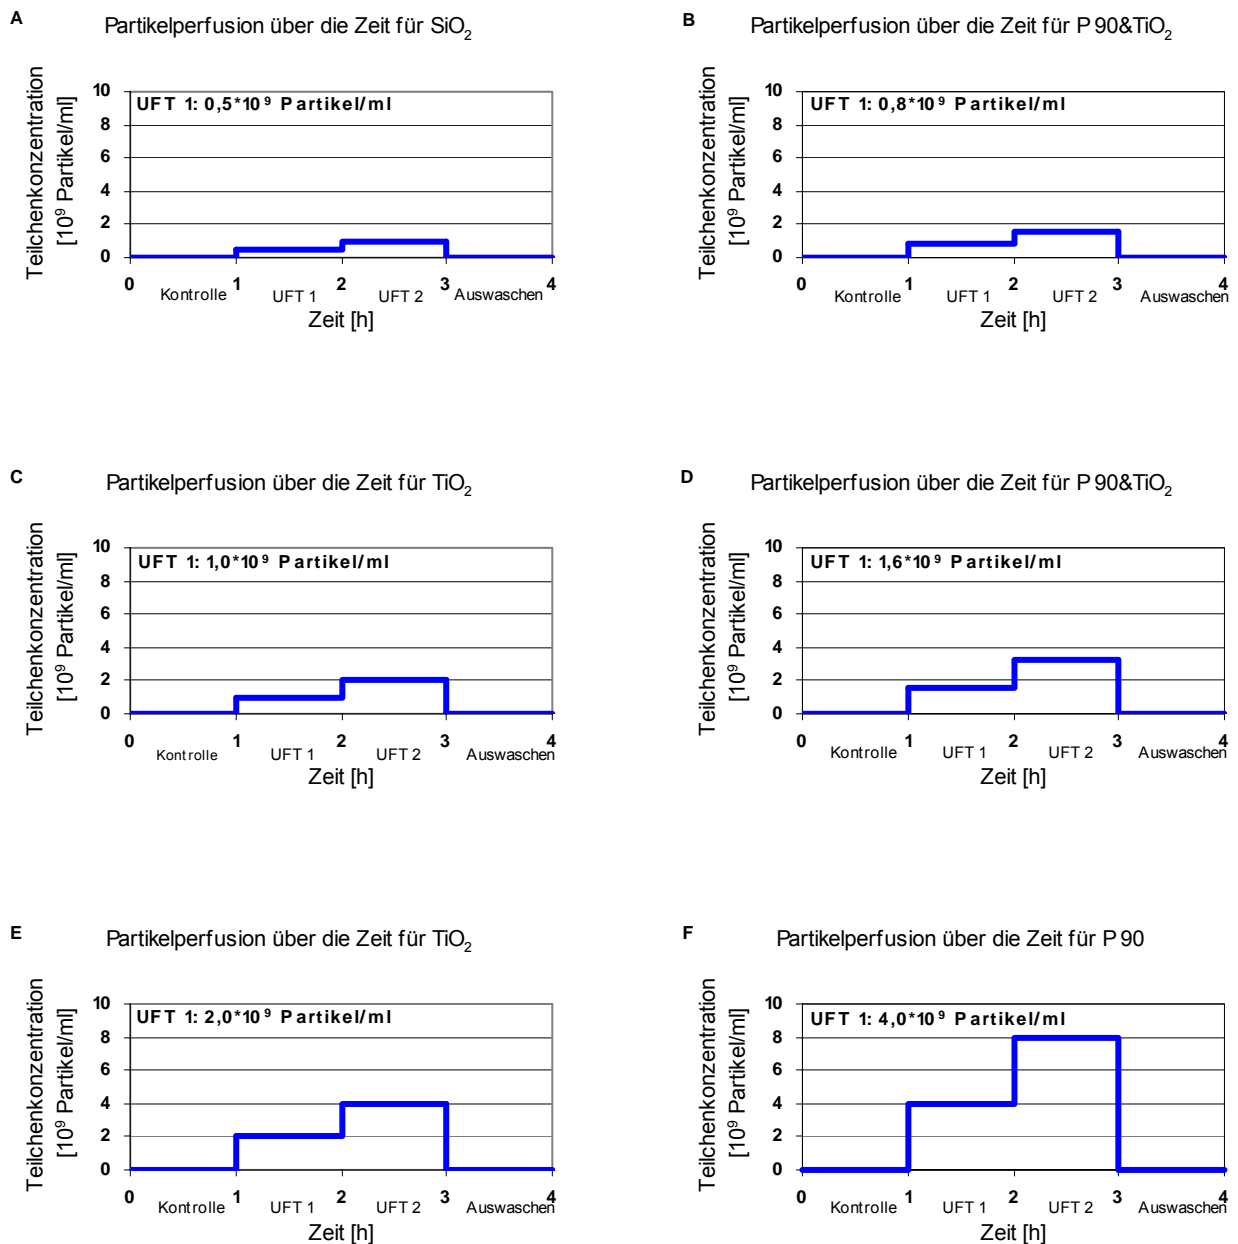 A
Partikelperfusion über die Zeit für SiO₂
Teilchenkonzentration
[10⁹ Partikel/ml]
UFT 1: 0,5*10⁹ Partikel/ml
10
8
6
4
2
0
0 1 2 3 4
Kontrolle UFT 1 UFT 2 Auswaschen
Zeit [h]
B
Partikelperfusion über die Zeit für P 90&TiO₂
Teilchenkonzentration
[10⁹ Partikel/ml]
UFT 1: 0,8*10⁹ Partikel/ml
10
8
6
4
2
0
0 1 2 3 4
Kontrolle UFT 1 UFT 2 Auswaschen
Zeit [h]
C
Partikelperfusion über die Zeit für TiO₂
Teilchenkonzentration
[10⁹ Partikel/ml]
UFT 1: 1,0*10⁹ Partikel/ml
10
8
6
4
2
0
0 1 2 3 4
Kontrolle UFT 1 UFT 2 Auswaschen
Zeit [h]
D
Partikelperfusion über die Zeit für P 90&TiO₂
Teilchenkonzentration
[10⁹ Partikel/ml]
UFT 1: 1,6*10⁹ Partikel/ml
10
8
6
4
2
0
0 1 2 3 4
Kontrolle UFT 1 UFT 2 Auswaschen
Zeit [h]
E
Partikelperfusion über die Zeit für TiO₂
Teilchenkonzentration
[10⁹ Partikel/ml]
UFT 1: 2,0*10⁹ Partikel/ml
10
8
6
4
2
0
0 1 2 3 4
Kontrolle UFT 1 UFT 2 Auswaschen
Zeit [h]
F
Partikelperfusion über die Zeit für P 90
Teilchenkonzentration
[10⁹ Partikel/ml]
UFT 1: 4,0*10⁹ Partikel/ml
10
8
6
4
2
0
0 1 2 3 4
Kontrolle UFT 1 UFT 2 Auswaschen
Zeit [h]